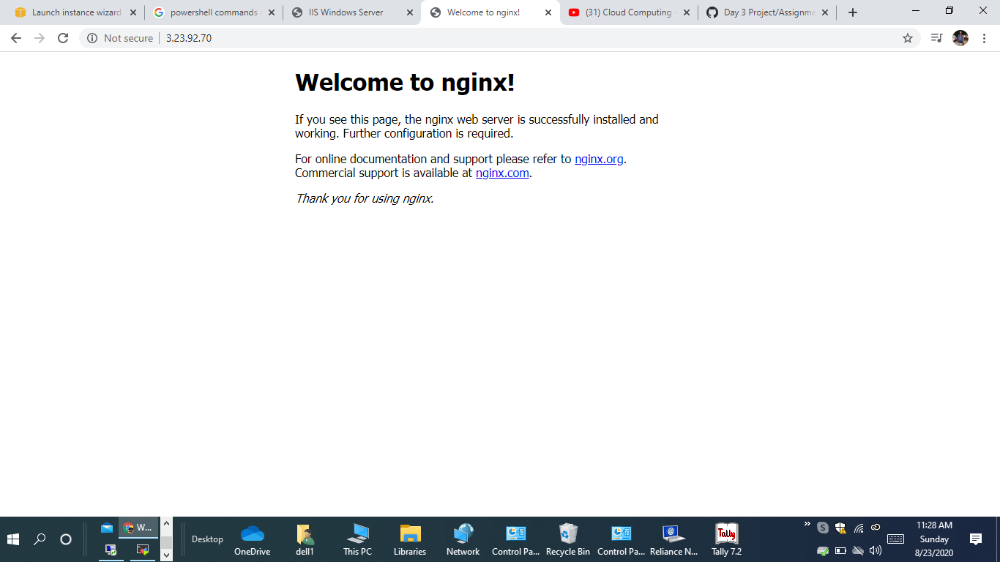 Launch instance wizard
powershell commands
IIS Windows Server
Welcome to nginx!
(31) Cloud Computing -
Day 3 Project/Assignme
Not secure
3.23.92.70
Welcome to nginx!
If you see this page, the nginx web server is successfully installed and
working. Further configuration is required.
For online documentation and support please refer to nginx.org.
Commercial support is available at nginx.com.
Thank you for using nginx.
W...
Desktop
OneDrive
dell1
This PC
Libraries
Network
Control Pa...
Recycle Bin
Control Pa...
Reliance N...
Tally
Tally 7.2
11:28 AM
Sunday
8/23/2020